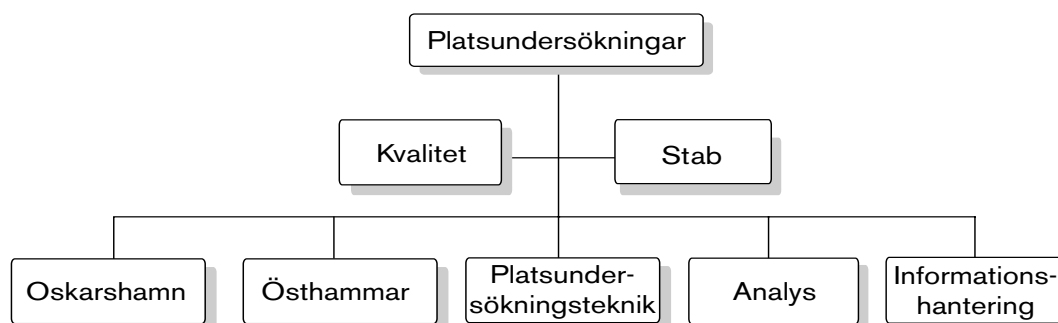 Platsundersökningar
Kvalitet
Stab
Oskarshamn
Östhammar
Platsunder-
sökningsteknik
Analys
Informations-
hantering